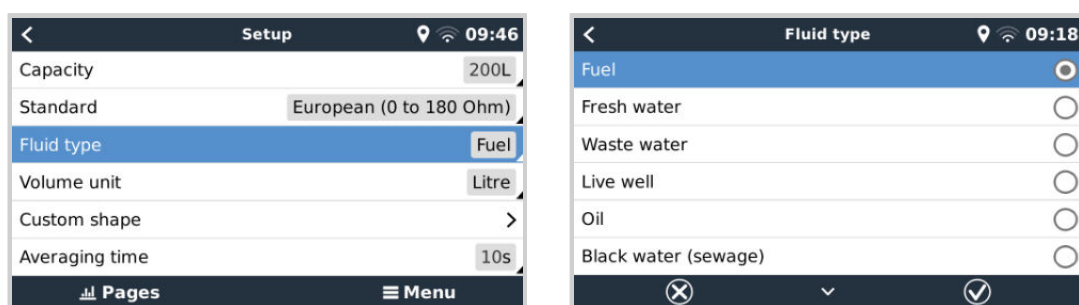 Setup 09:46
Capacity 200L
Standard European (0 to 180 Ohm)
Fluid type Fuel
Volume unit Litre
Custom shape
Averaging time 10s
Pages Menu
Fluid type 09:18
Fuel
Fresh water
Waste water
Live well
Oil
Black water (sewage)